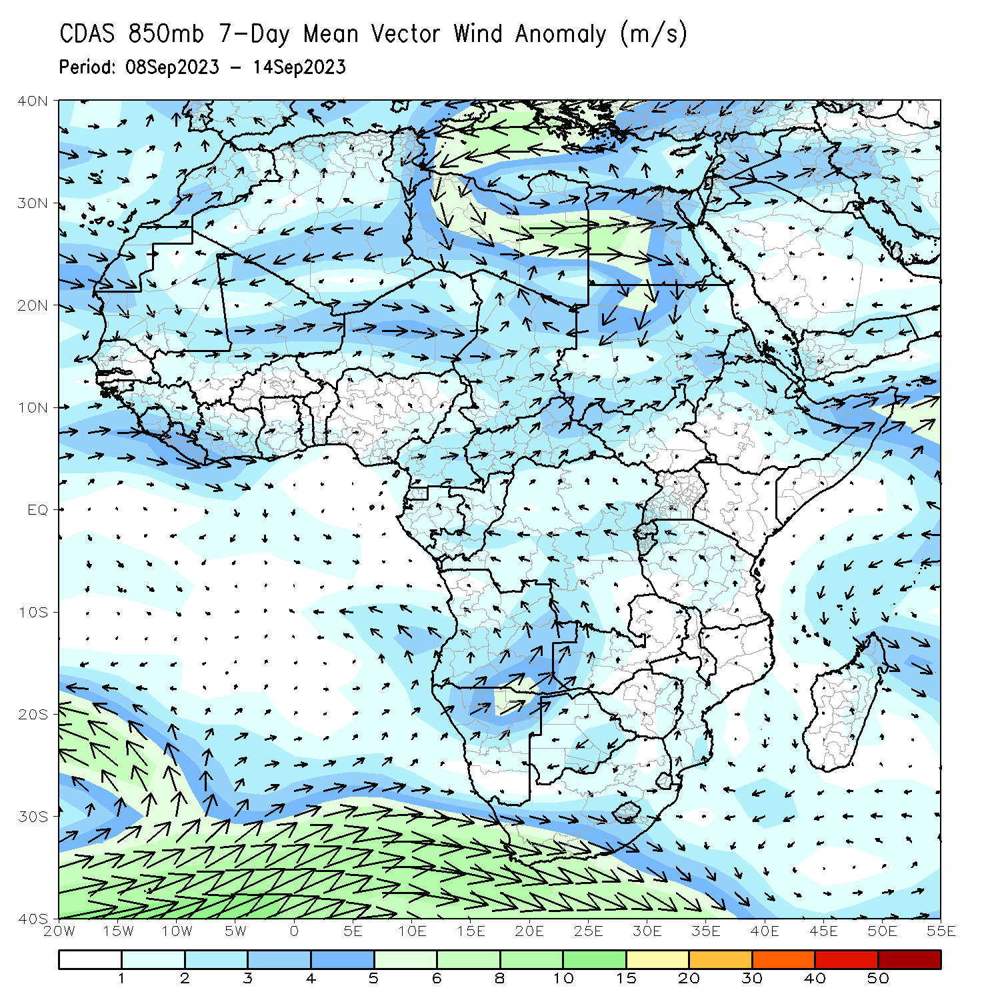 CDAS 850mb 7-Day Mean Vector Wind Anomaly (m/s)
Period: 08Sep2023 - 14Sep2023
40N
30N
20N
10N
EQ
10S
20S
30S
40S
20W 15W 10W 5W 0 5E 10E 15E 20E 25E 30E 35E 40E 45E 50E 55E
1 2 3 4 5 6 8 10 15 20 30 40 50